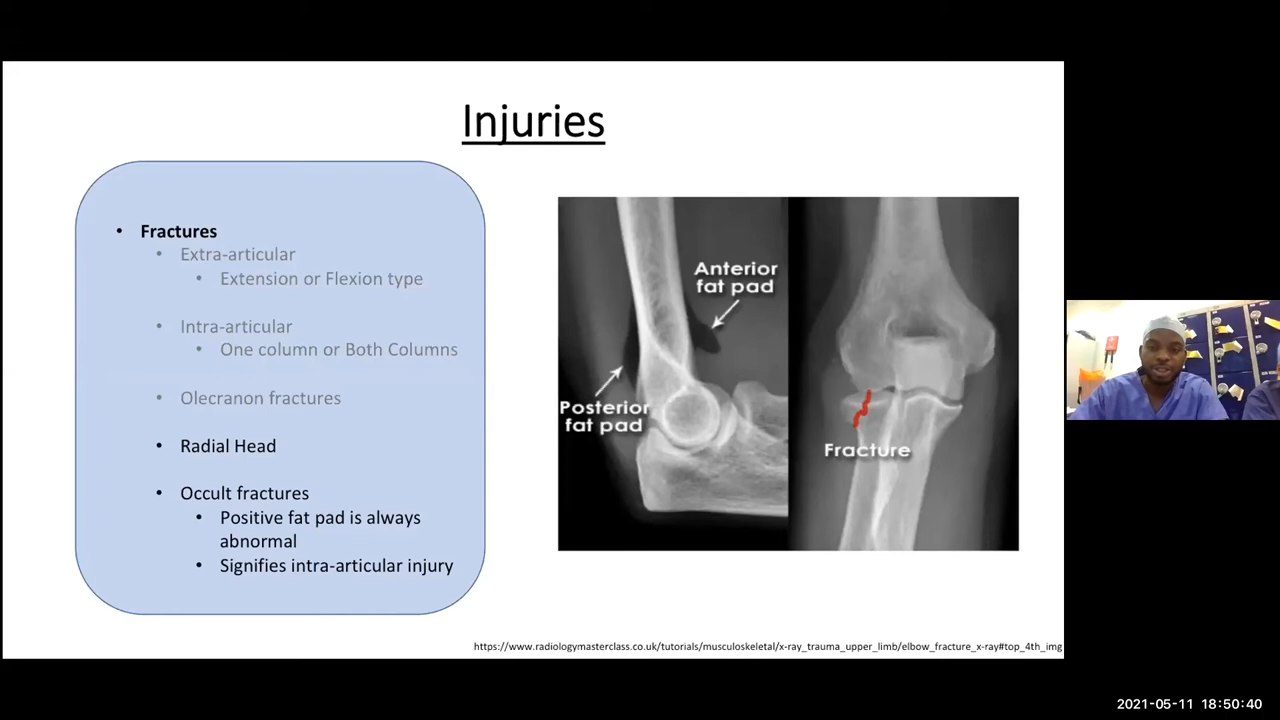 Injuries
• Fractures
• Extra-articular
• Extension or Flexion type
• Intra-articular
• One column or Both Columns
• Olecranon fractures
• Radial Head
• Occult fractures
• Positive fat pad is always
abnormal
• Signifies intra-articular injury
Anterior
fat pad
Posterior
fat pad
Fracture
https://www.radiologymasterclass.co.uk/tutorials/musculoskeletal/x-ray_trauma_upper_limb/elbow_fracture_x-ray#top_4th_img
2021-05-11 18:50:40